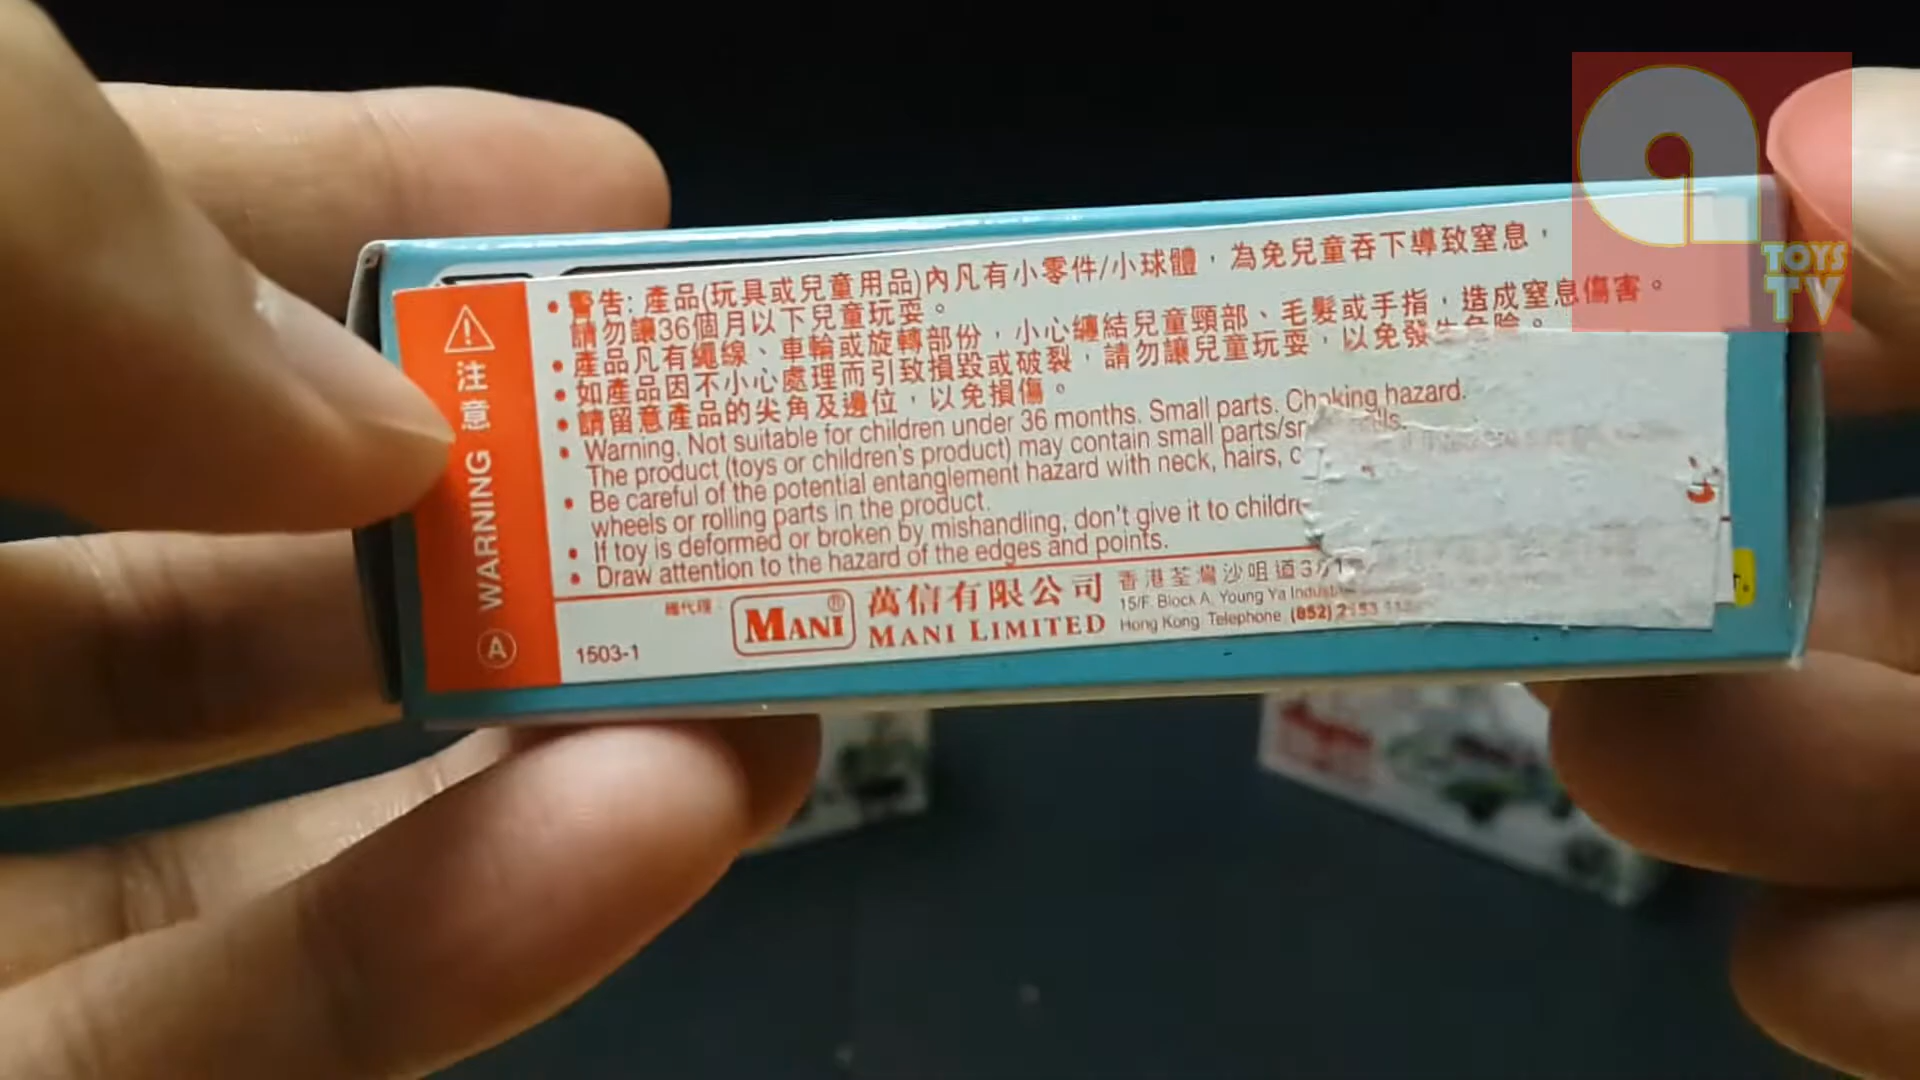 TOYS
TV
注意
WARNING
A
• 警告: 產品(玩具或兒童用品)內凡有小零件/小球體，為免兒童吞下導致窒息，
請勿讓36個月以下兒童玩耍。
• 產品凡有繩線、車輪或旋轉部份，小心纏結兒童頸部、毛髮或手指，造成窒息傷害。
• 如產品因不小心處理而引致損毀或破裂，請勿讓兒童玩耍，以免發生危險。
• 請留意產品的尖角及邊位，以免損傷。
• Warning. Not suitable for children under 36 months. Small parts. Choking hazard.
The product (toys or children's product) may contain small parts/
• Be careful of the potential entanglement hazard with neck, hairs,
wheels or rolling parts in the product.
• If toy is deformed or broken by mishandling, don't give it to
• Draw attention to the hazard of the edges and points.
1503-1
總代理:
MANI®
萬信有限公司
MANI LIMITED
香港荃灣沙咀道
15/F. Block A, Young Ya
Hong Kong. Telephone: (852)